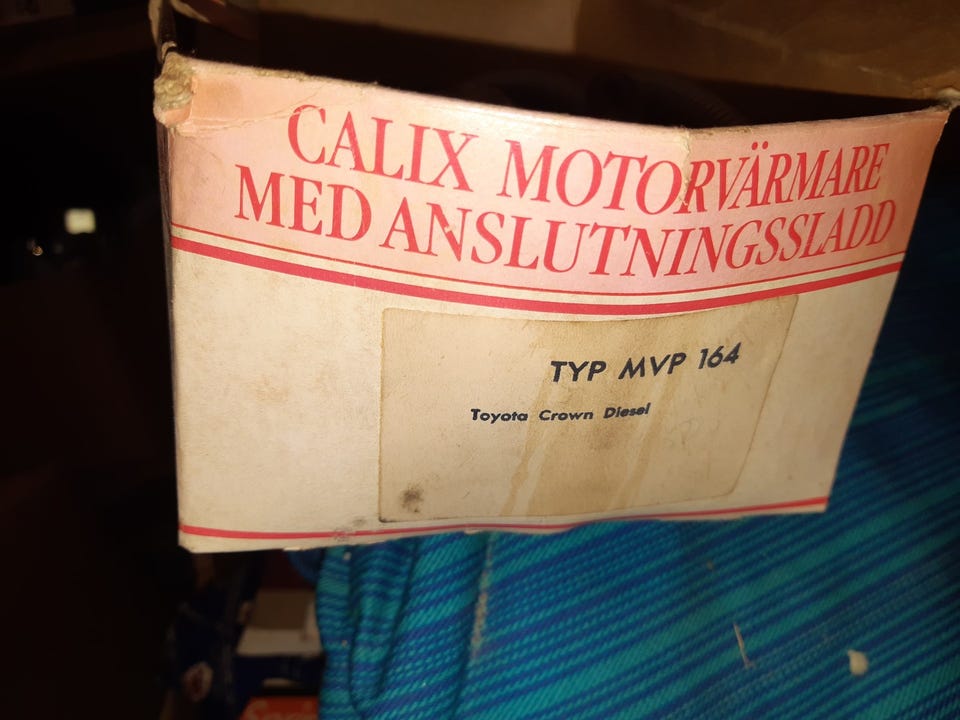 CALIX MOTORVÄRMARE
MED ANSLUTNINGSSLADD
TYP MVP 164
Toyota Crown Diesel